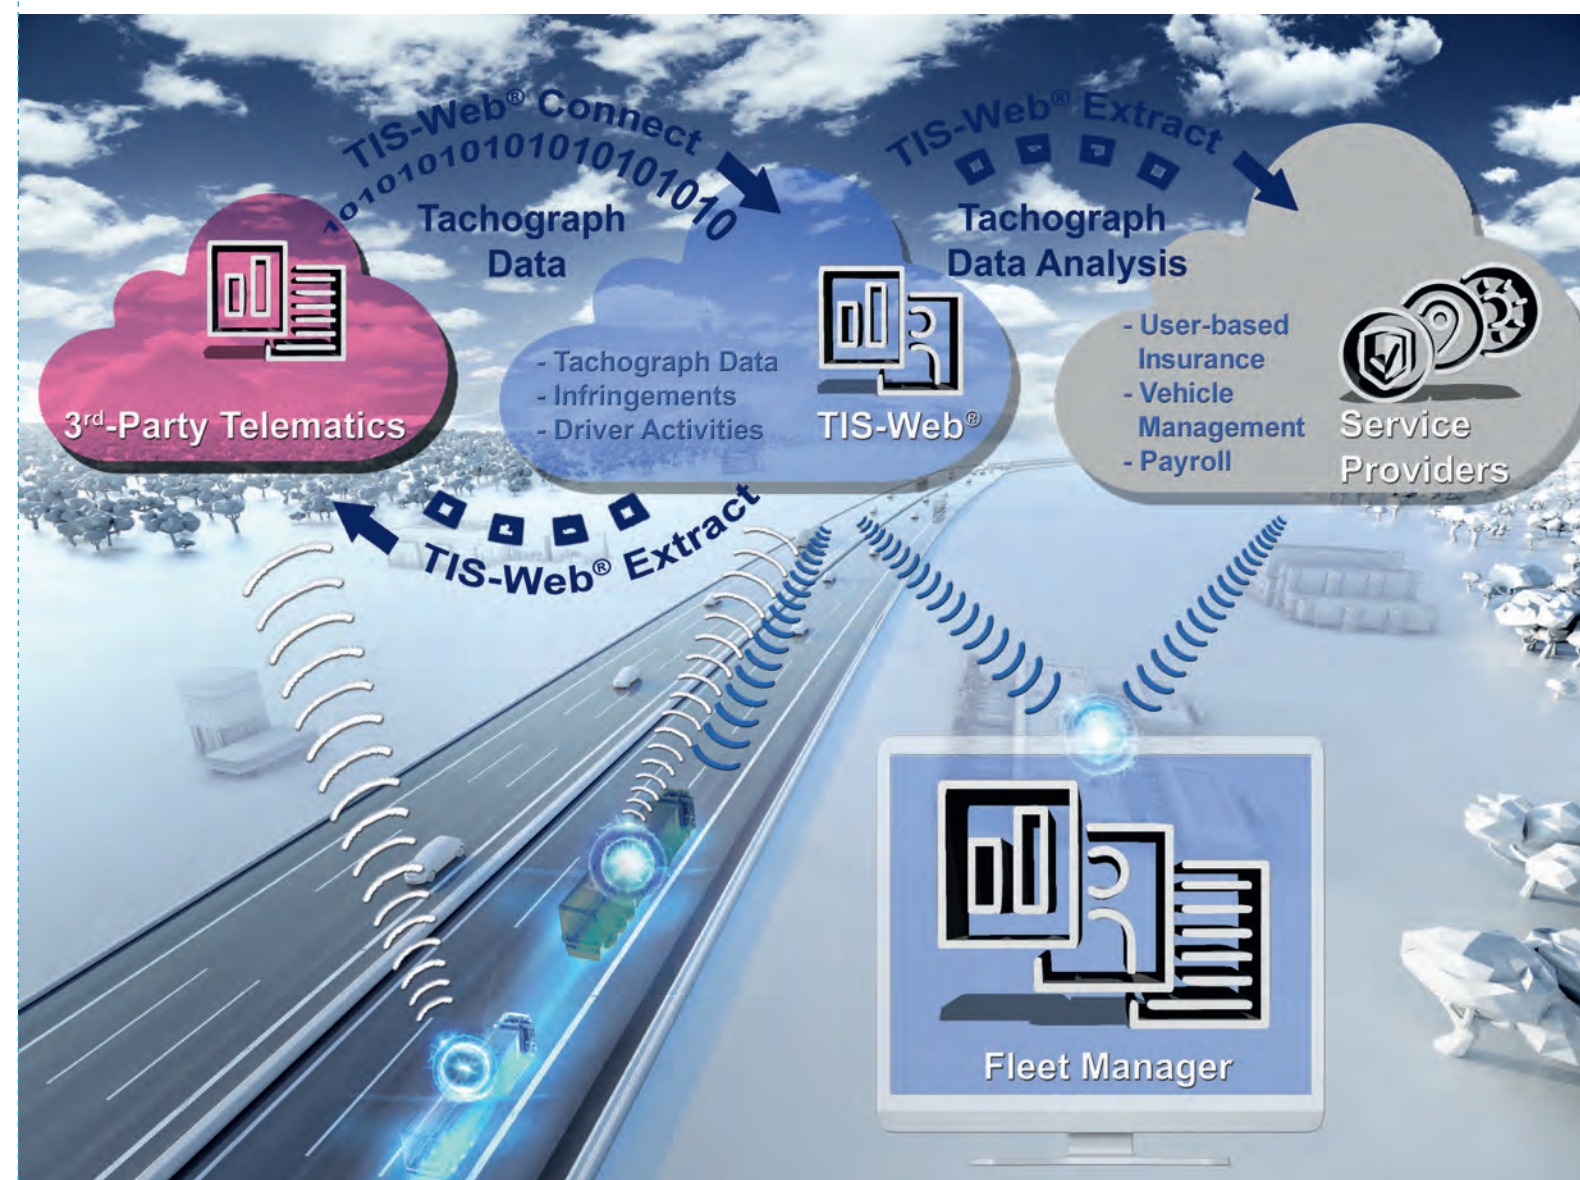 TIS-Web® Connect
1010101010101010101010
Tachograph
Data
TIS-Web® Extract
Tachograph
Data Analysis
3rd-Party Telematics
- Tachograph Data
- Infringements
- Driver Activities
TIS-Web®
- User-based
Insurance
- Vehicle
Management
- Payroll
Service
Providers
TIS-Web® Extract
Fleet Manager